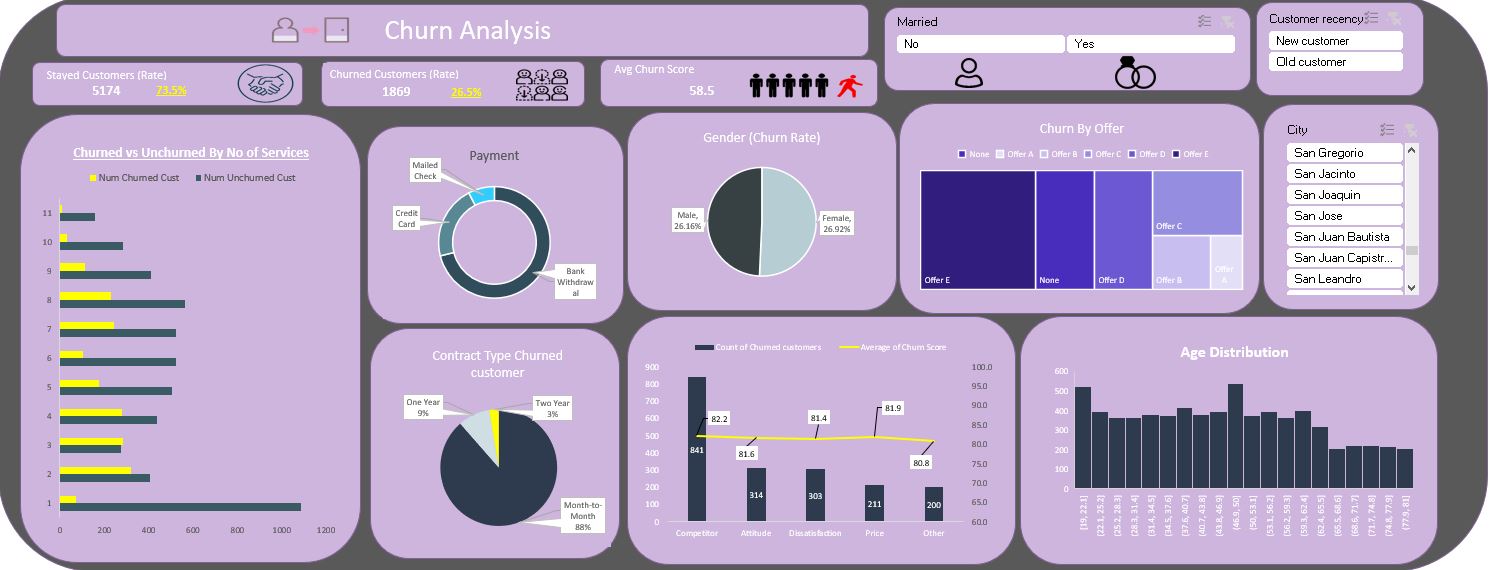 Churn Analysis
Married
No
Yes
Customer recency
New customer
Old customer
Stayed Customers (Rate)
5174 73.5%
Churned Customers (Rate)
1869 26.5%
Avg Churn Score
58.5
Churned vs Unchurned By No of Services
Num Churned Cust
Num Unchurned Cust
11
10
9
8
7
6
5
4
3
2
1
0 200 400 600 800 1000 1200
Payment
Mailed
Check
Credit
Card
Bank
Withdraw
al
Gender (Churn Rate)
Male,
26.16%
Female,
26.92%
Churn By Offer
None Offer A Offer B Offer C Offer D Offer E
Offer E
None
Offer D
Offer C
Offer B
Offer
A
City
San Gregorio
San Jacinto
San Joaquin
San Jose
San Juan Bautista
San Juan Capistr...
San Leandro
Contract Type Churned
customer
One Year
9%
Two Year
3%
Month-to-
Month
88%
Count of Churned customers
Average of Churn Score
900
800
700
600
500
400
300
200
100
0
100.0
95.0
90.0
85.0
80.0
75.0
70.0
65.0
60.0
82.2
81.6
81.4
81.9
80.8
841
314
303
211
200
Competitor Attitude Dissatisfaction Price Other
Age Distribution
600
500
400
300
200
100
0
[19, 22.1]
(22.1, 25.2]
(25.2, 28.3]
(28.3, 31.4]
(31.4, 34.5]
(34.5, 37.6]
(37.6, 40.7]
(40.7, 43.8]
(43.8, 46.9]
(46.9, 50]
(50, 53.1]
(53.1, 56.2]
(56.2, 59.3]
(59.3, 62.4]
(62.4, 65.5]
(65.5, 68.6]
(68.6, 71.7]
(71.7, 74.8]
(74.8, 77.9]
(77.9, 81]